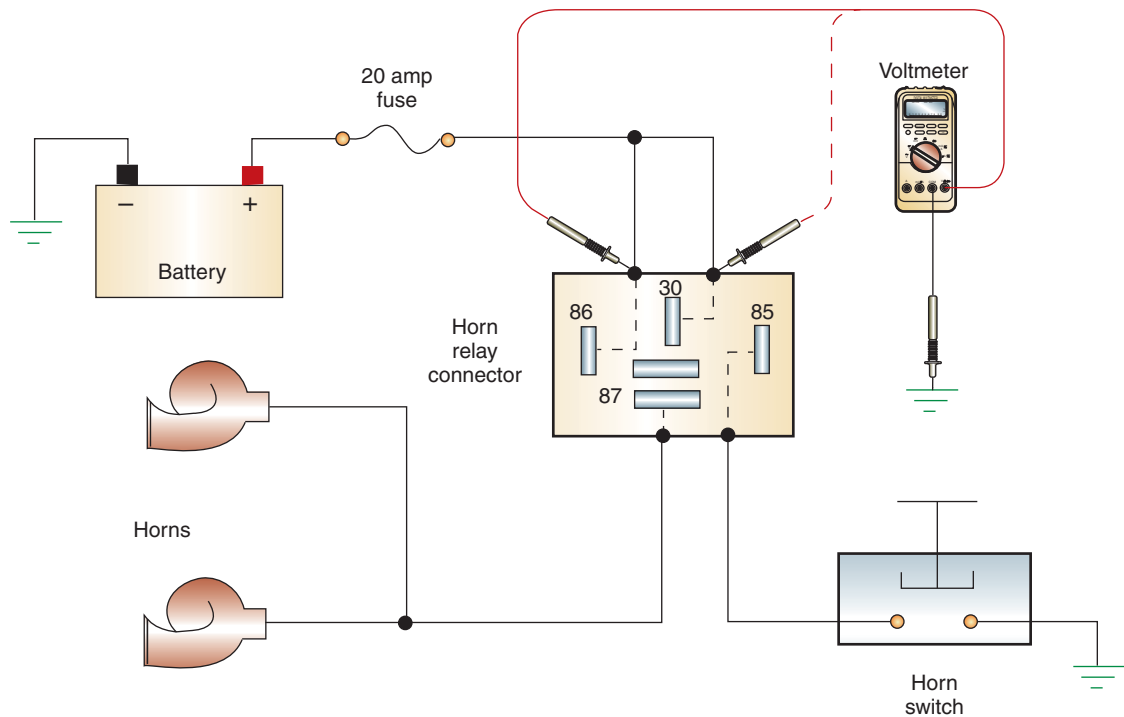 20 amp
fuse
Voltmeter
−
+
Battery
30
86
85
Horn
relay
connector
87
Horns
Horn
switch